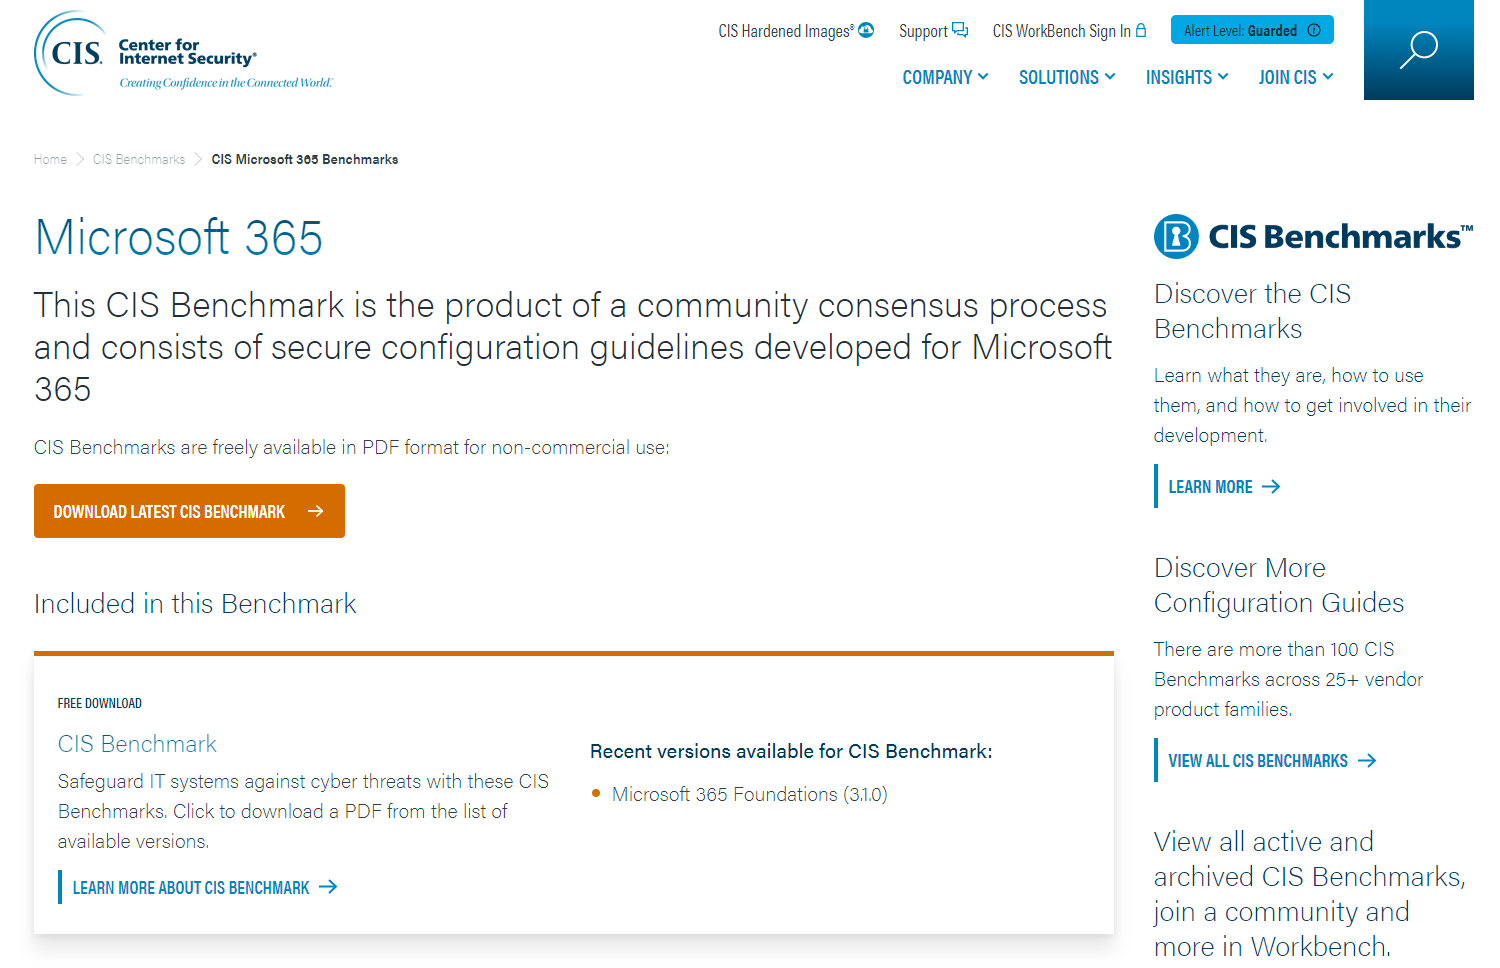 CIS.
Center for
Internet Security®
Creating Confidence in the Connected World.™
CIS Hardened Images®
Support
CIS WorkBench Sign In
Alert Level: Guarded
COMPANY
SOLUTIONS
INSIGHTS
JOIN CIS
Home
CIS Benchmarks
CIS Microsoft 365 Benchmarks
Microsoft 365
This CIS Benchmark is the product of a community consensus process
and consists of secure configuration guidelines developed for Microsoft
365
CIS Benchmarks are freely available in PDF format for non-commercial use:
DOWNLOAD LATEST CIS BENCHMARK
Included in this Benchmark
FREE DOWNLOAD
CIS Benchmark
Safeguard IT systems against cyber threats with these CIS
Benchmarks. Click to download a PDF from the list of
available versions.
LEARN MORE ABOUT CIS BENCHMARK
Recent versions available for CIS Benchmark:
Microsoft 365 Foundations (3.1.0)
CIS Benchmarks™
Discover the CIS
Benchmarks
Learn what they are, how to use
them, and how to get involved in their
development.
LEARN MORE
Discover More
Configuration Guides
There are more than 100 CIS
Benchmarks across 25+ vendor
product families.
VIEW ALL CIS BENCHMARKS
View all active and
archived CIS Benchmarks,
join a community and
more in Workbench.